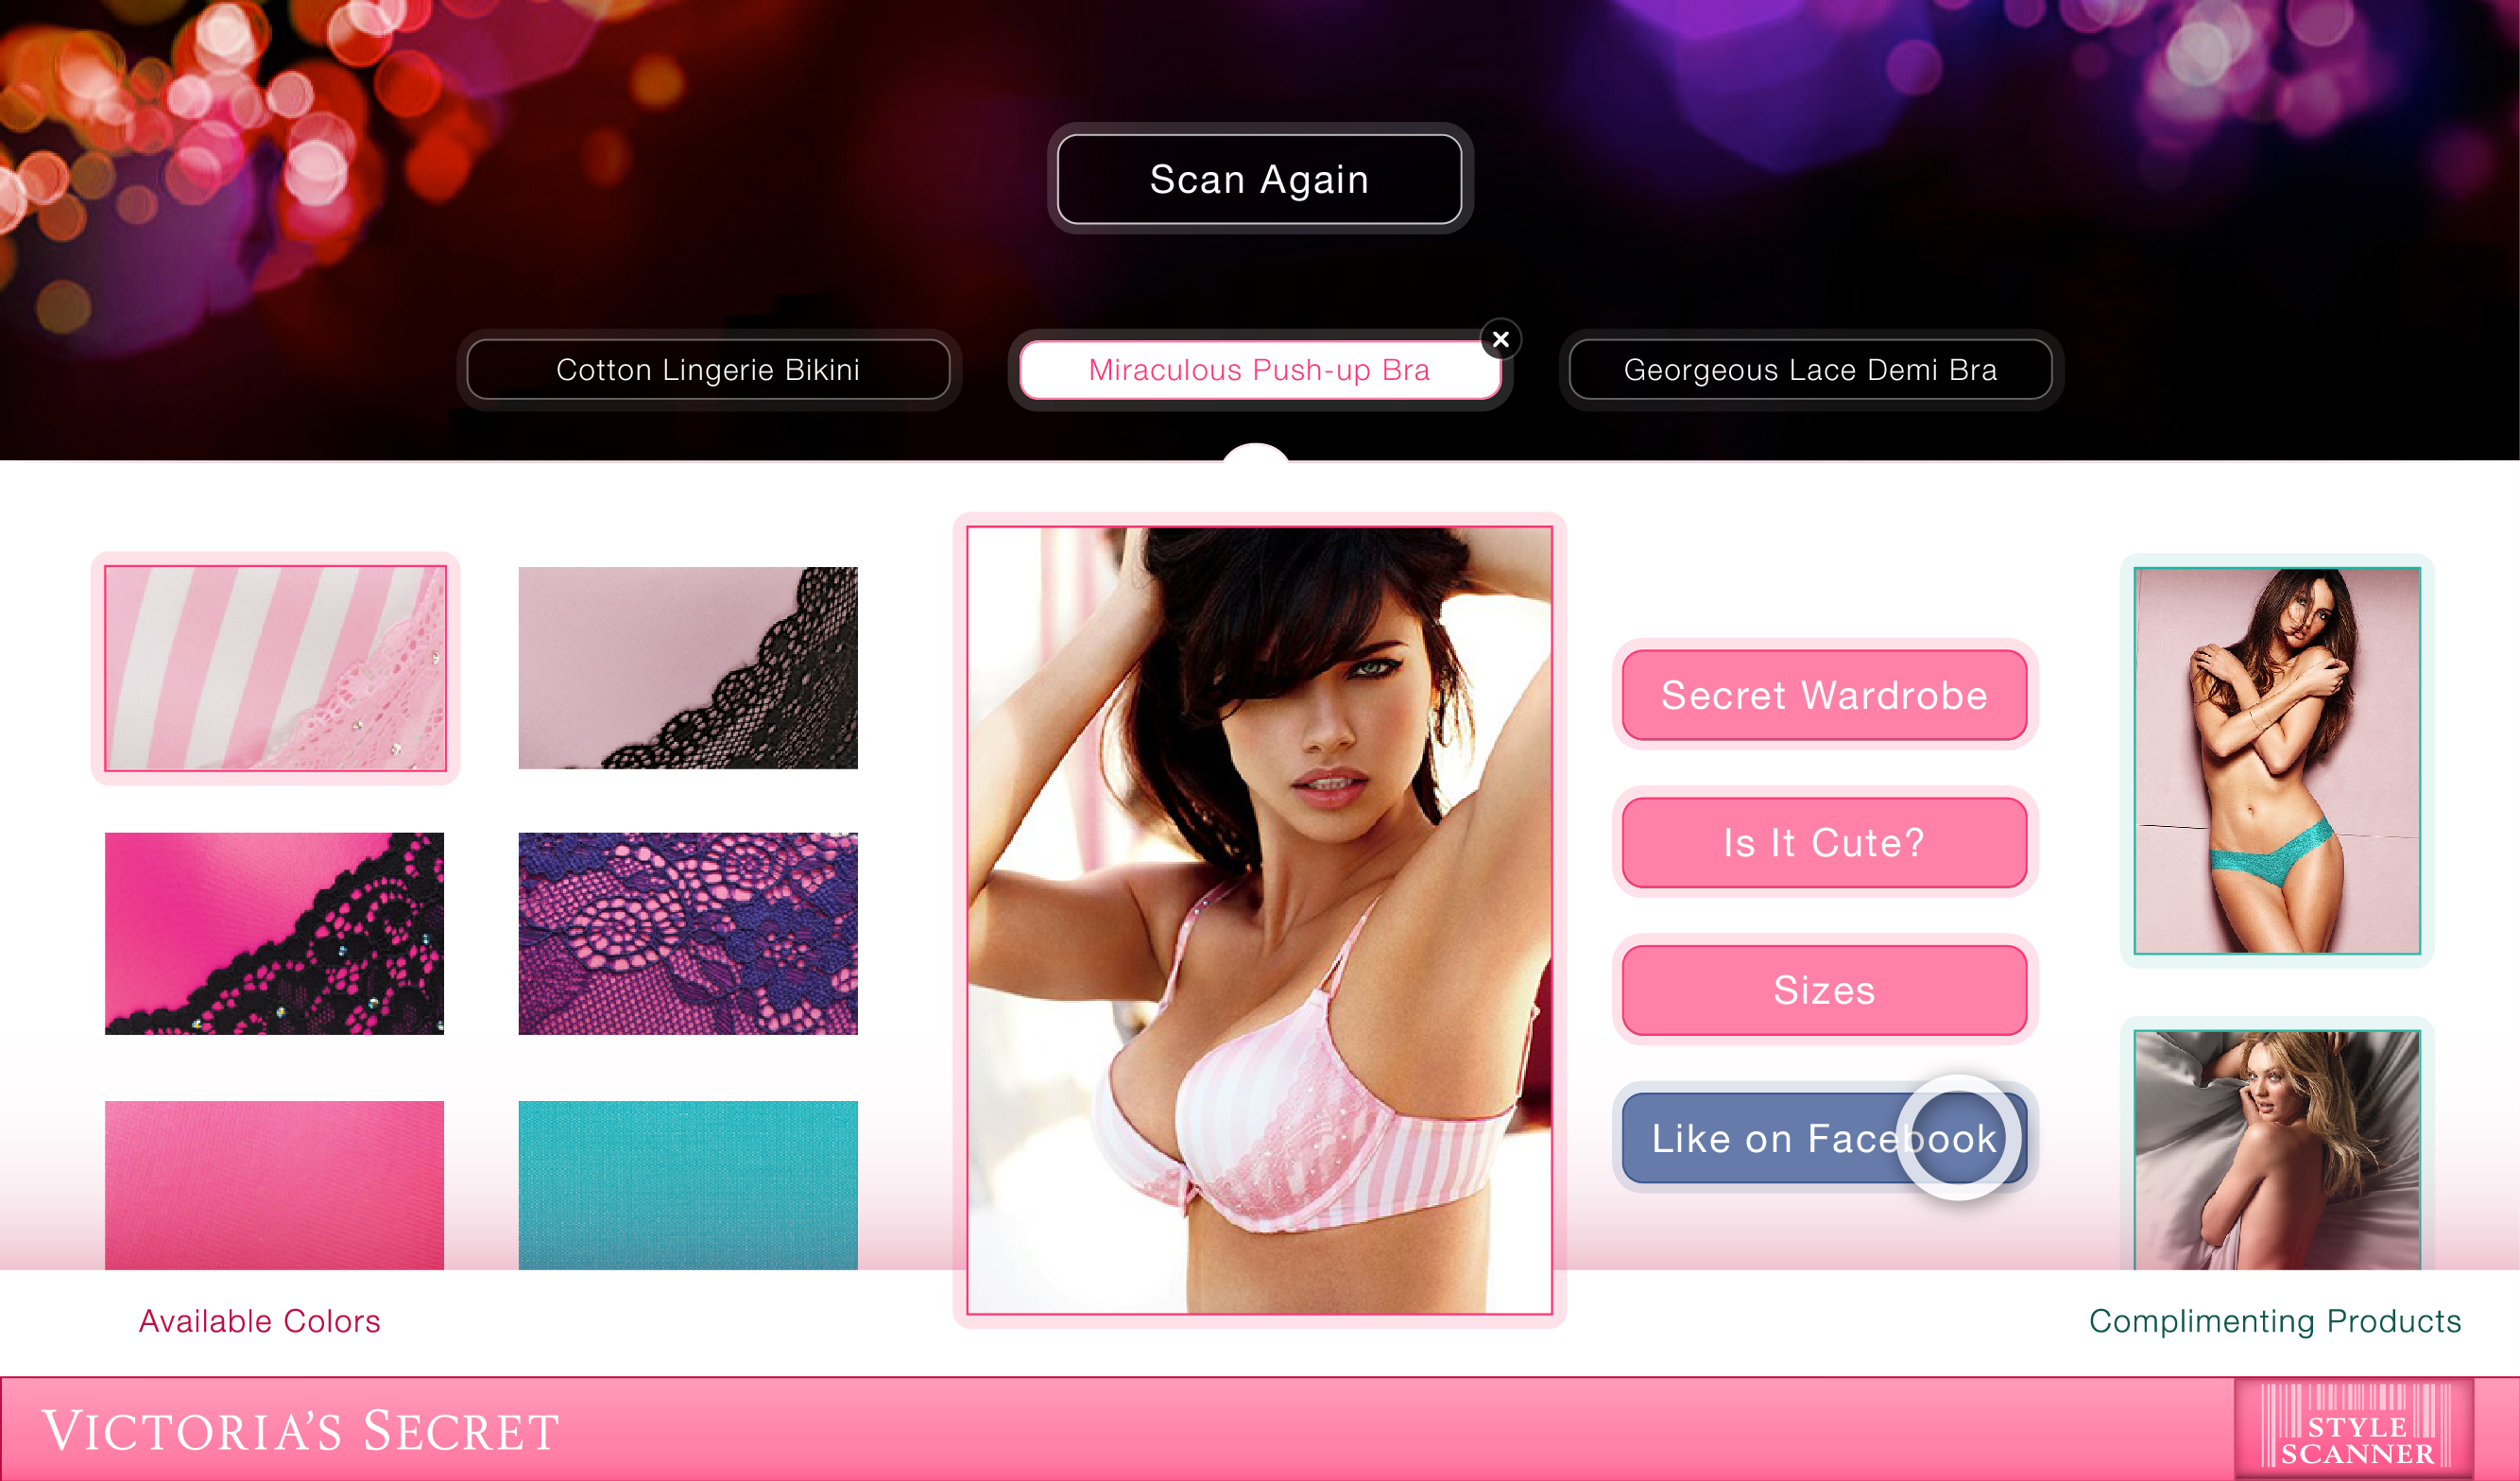 Scan Again
Cotton Lingerie Bikini
Miraculous Push-up Bra
Georgeous Lace Demi Bra
Secret Wardrobe
Is It Cute?
Sizes
Like on Facebook
Available Colors
Complimenting Products
VICTORIA'S SECRET
STYLE
SCANNER